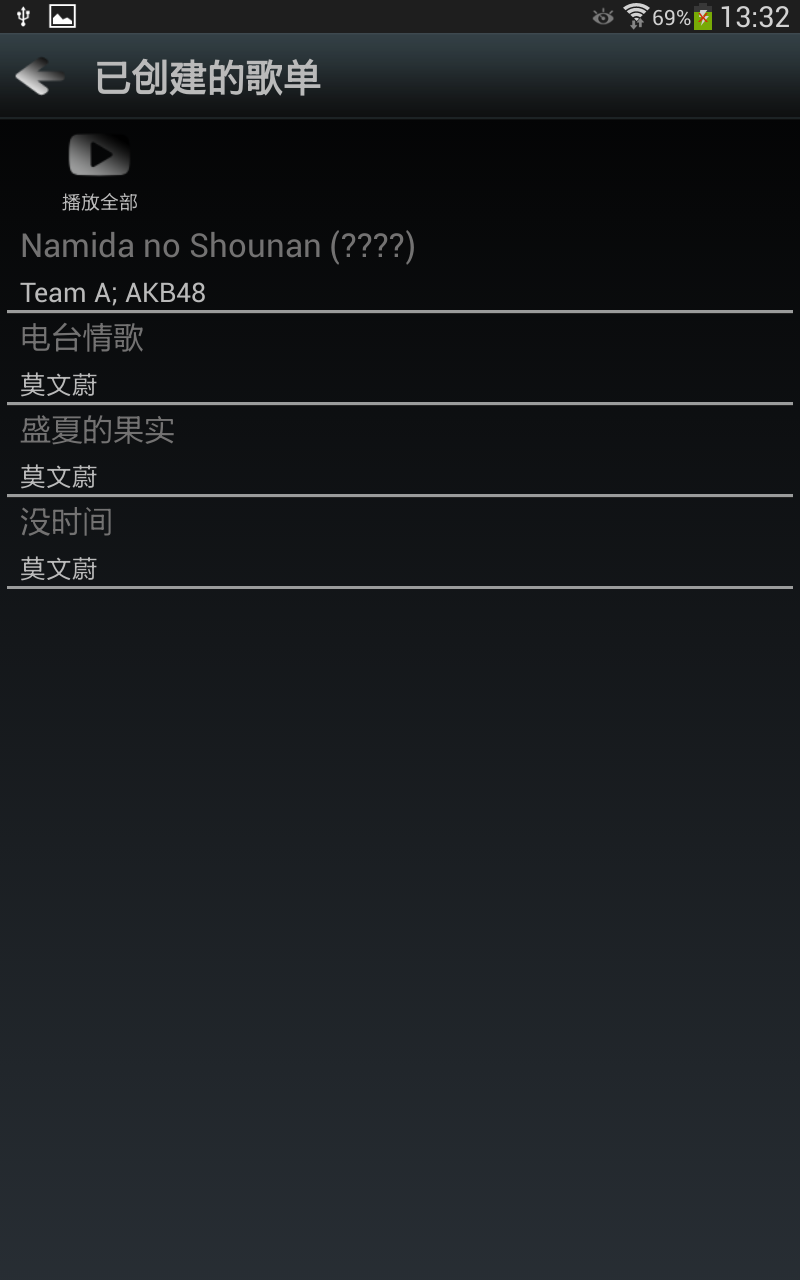 69% 13:32
已创建的歌单
播放全部
Namida no Shounan (????)
Team A; AKB48
电台情歌
莫文蔚
盛夏的果实
莫文蔚
没时间
莫文蔚